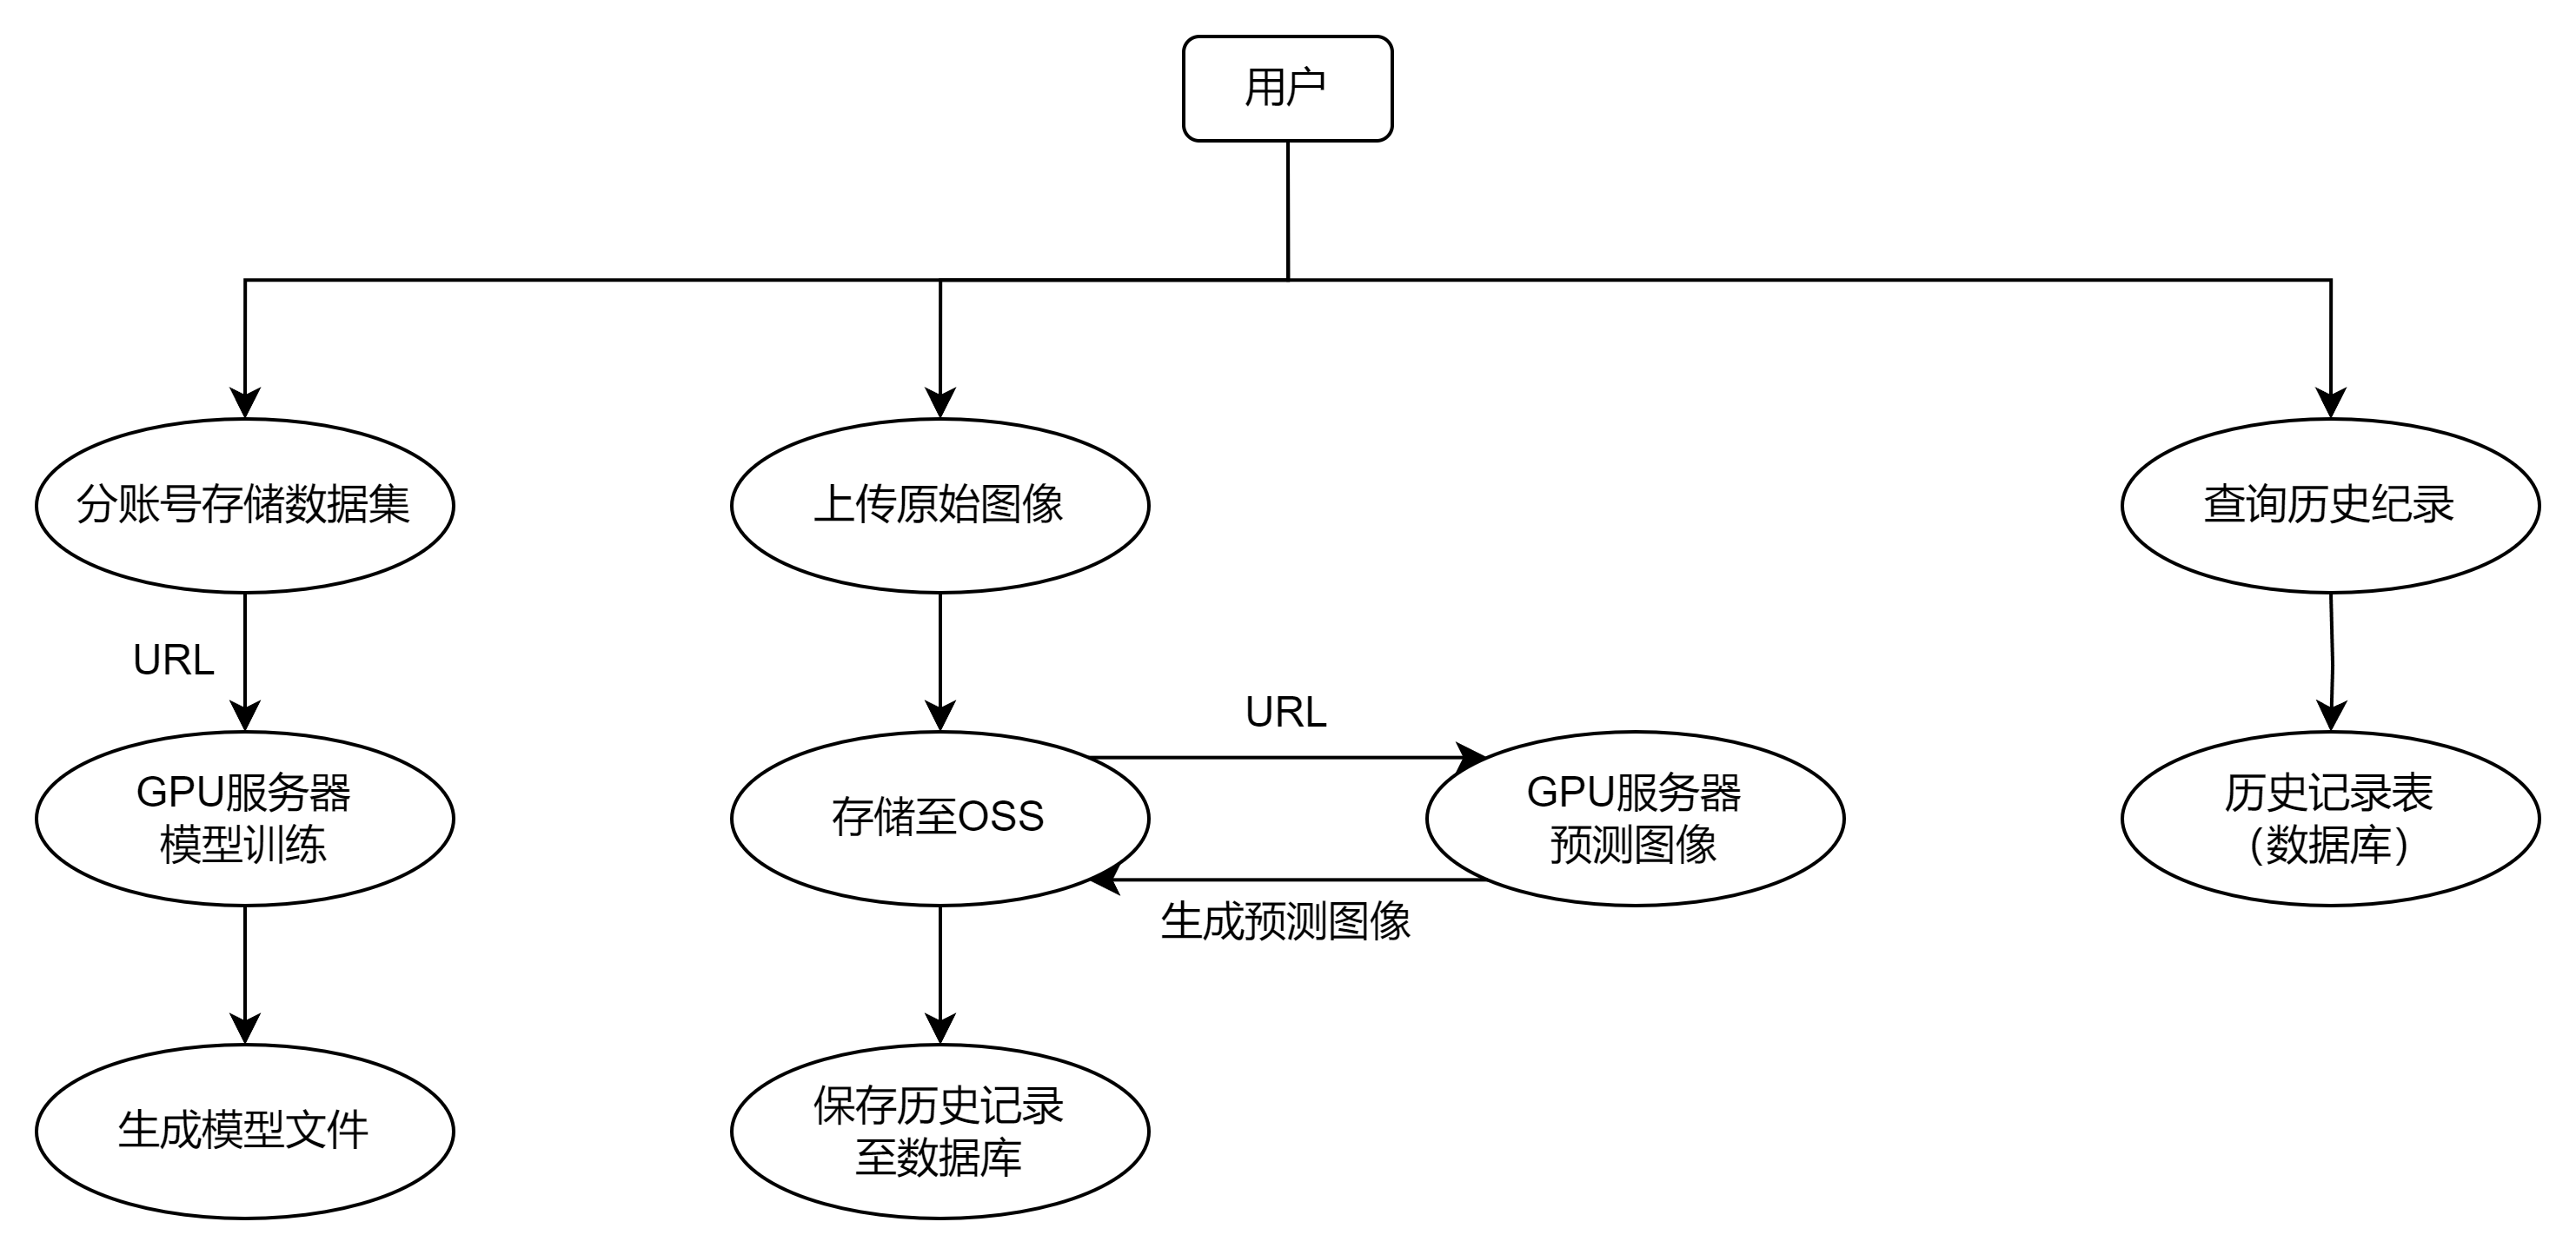 用户
分账号存储数据集
上传原始图像
查询历史纪录
URL
URL
GPU服务器
模型训练
存储至OSS
GPU服务器
预测图像
历史记录表
（数据库）
生成预测图像
生成模型文件
保存历史记录
至数据库